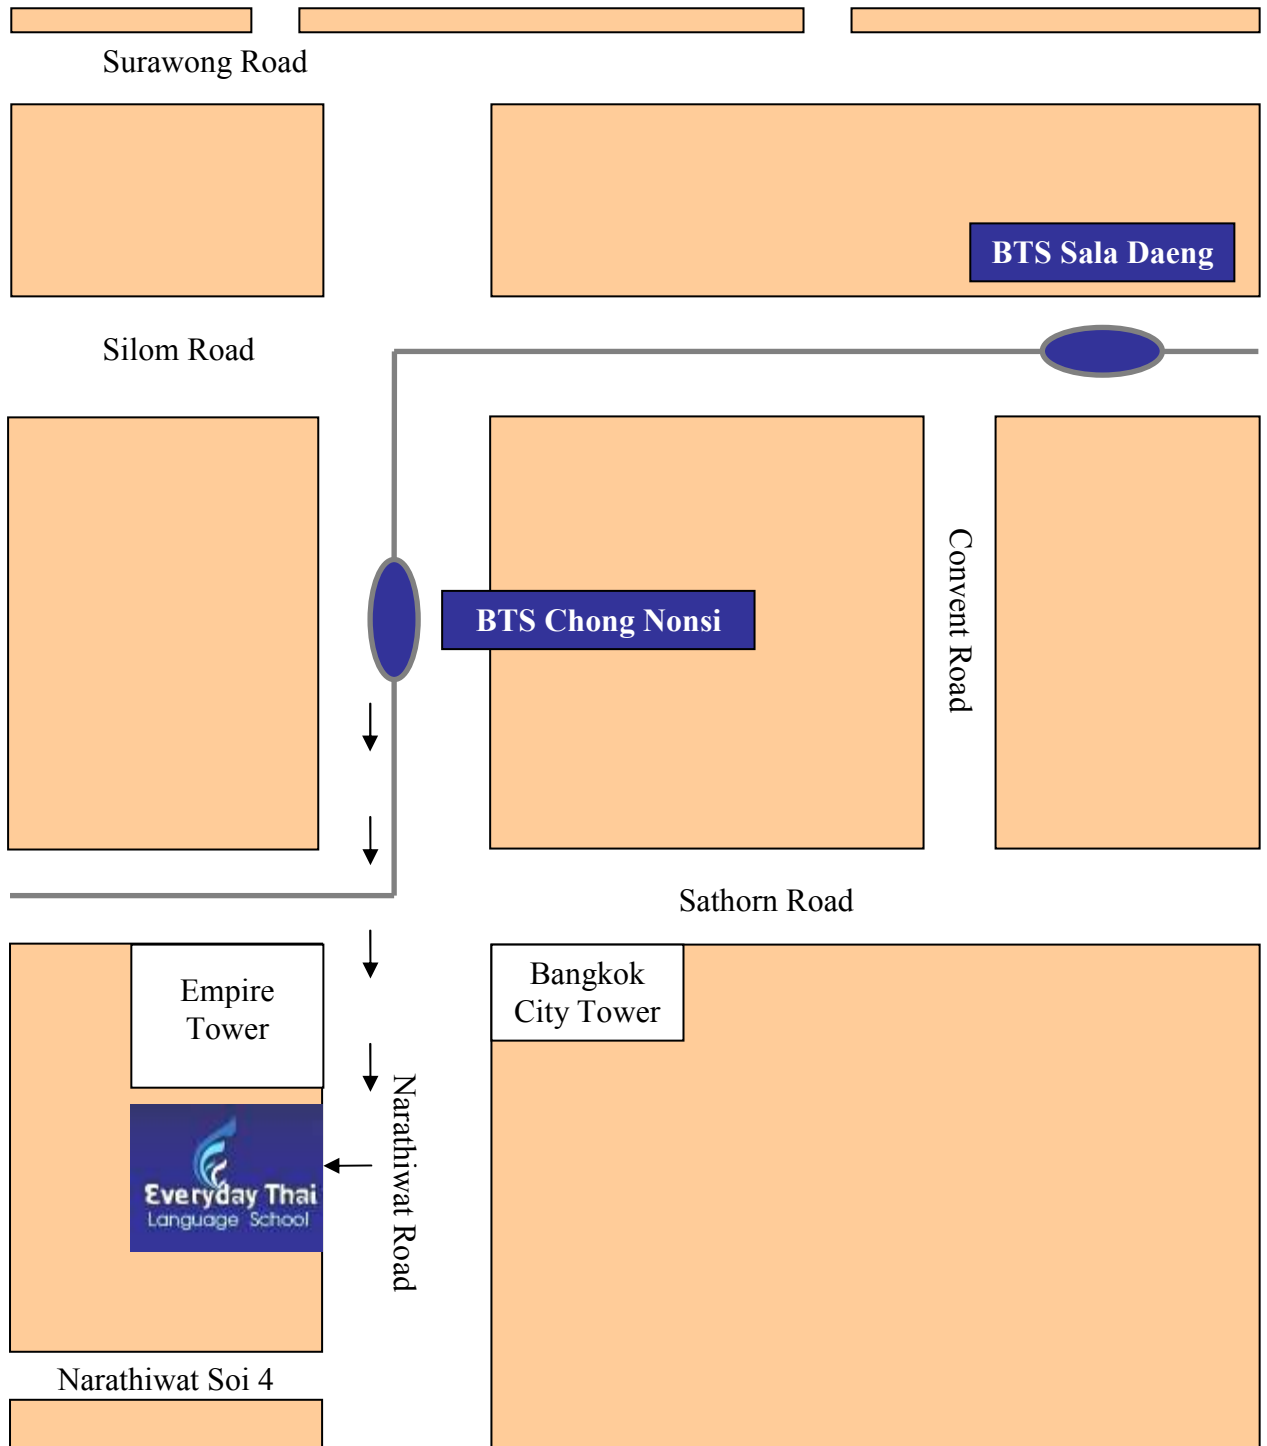 Surawong Road
BTS Sala Daeng
Silom Road
Convent Road
BTS Chong Nonsi
Sathorn Road
Empire
Tower
Bangkok
City Tower
Narathiwat Road
Everyday Thai
Language School
Narathiwat Soi 4